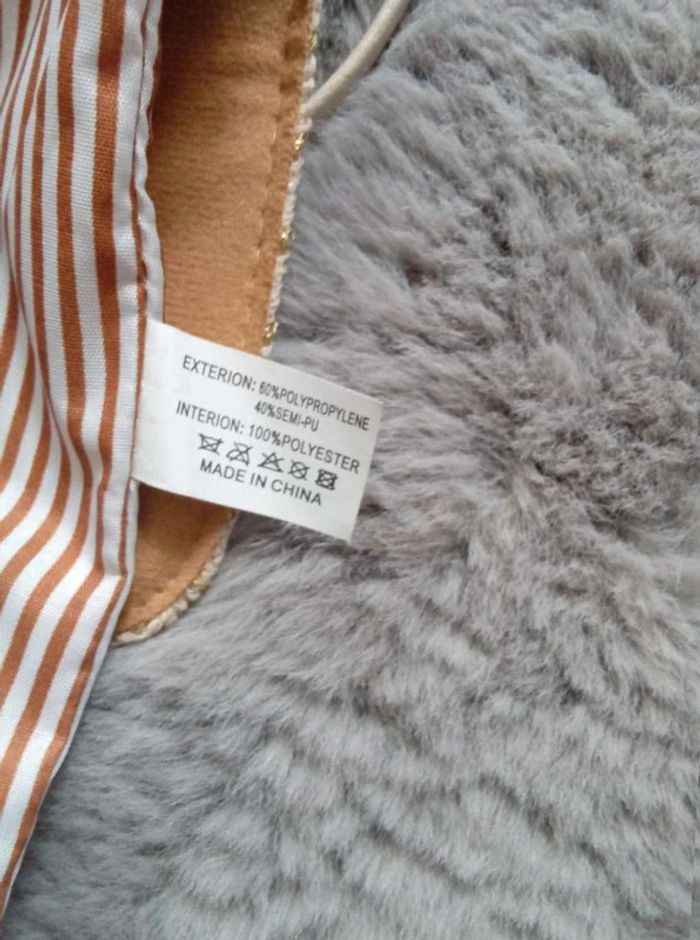 EXTERION: 60%POLYPROPYLENE
40%SEMI-PU
INTERION: 100%POLYESTER
MADE IN CHINA